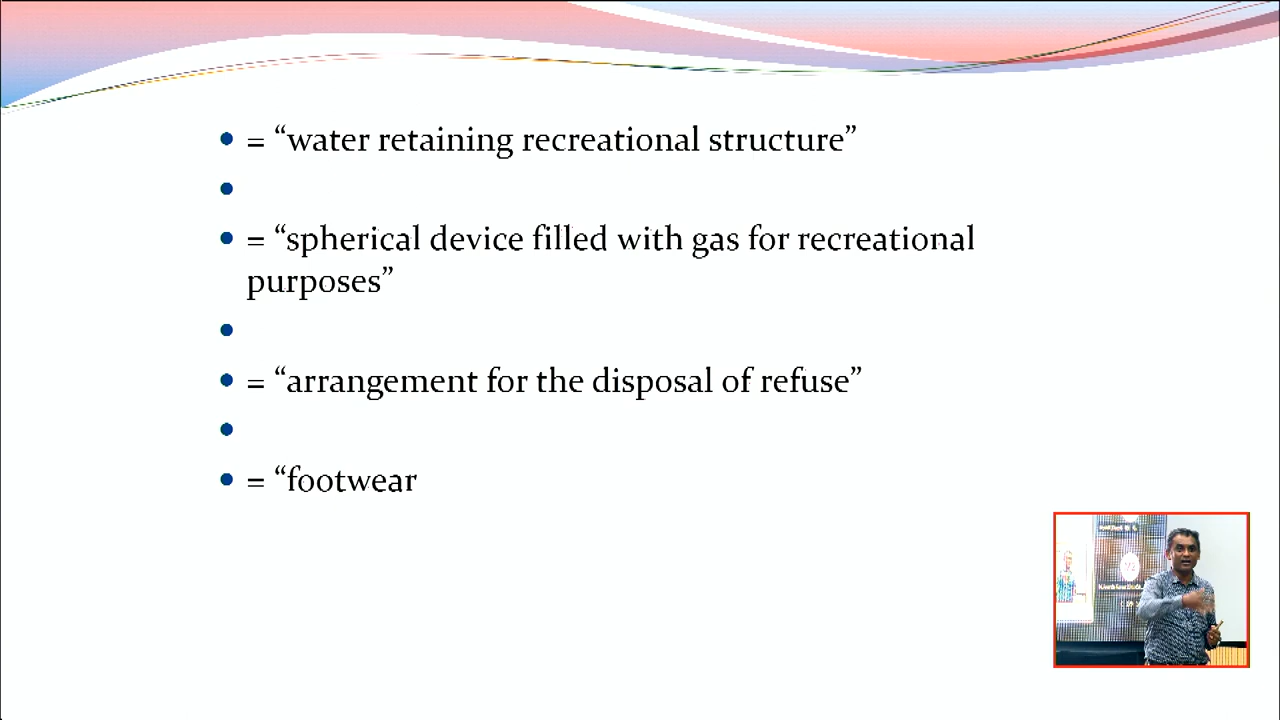 = “water retaining recreational structure”
= “spherical device filled with gas for recreational
purposes”
= “arrangement for the disposal of refuse”
= “footwear